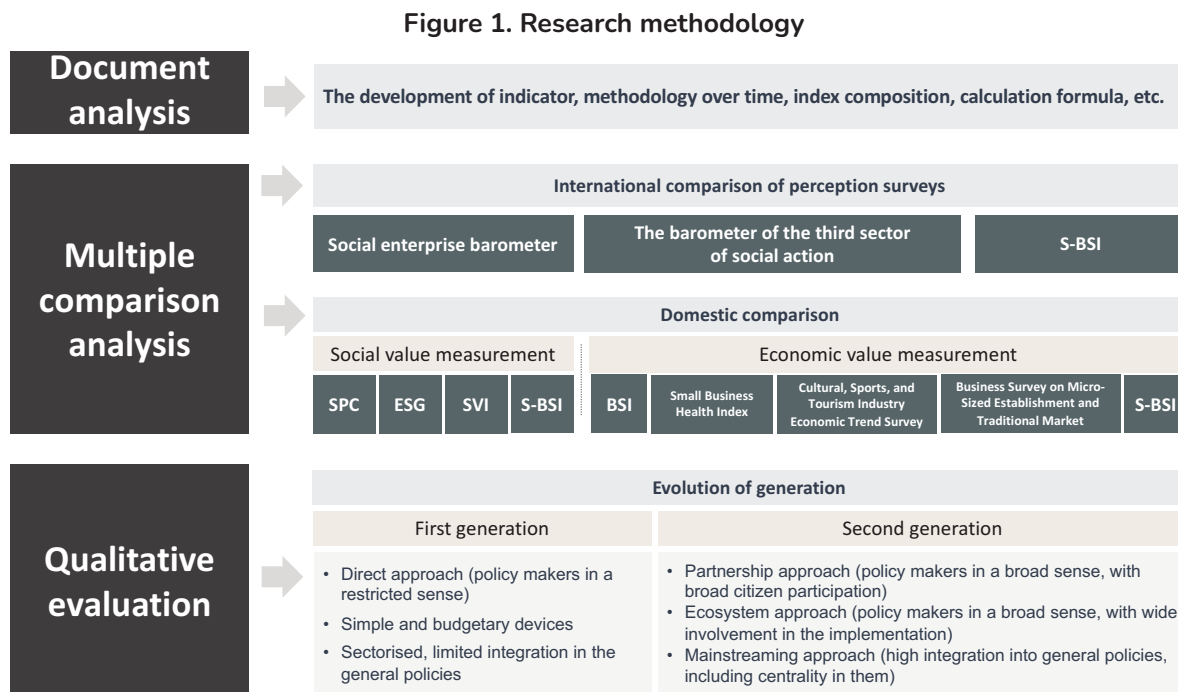 Figure 1. Research methodology
Document
analysis
The development of indicator, methodology over time, index composition, calculation formula, etc.
Multiple
comparison
analysis
International comparison of perception surveys
Social enterprise barometer
The barometer of the third sector
of social action
S-BSI
Domestic comparison
Social value measurement
Economic value measurement
SPC
ESG
SVI
S-BSI
BSI
Small Business
Health Index
Cultural, Sports, and
Tourism Industry
Economic Trend Survey
Business Survey on Micro-
Sized Establishment and
Traditional Market
S-BSI
Qualitative
evaluation
Evolution of generation
First generation
• Direct approach (policy makers in a
restricted sense)
• Simple and budgetary devices
• Sectorised, limited integration in the
general policies
Second generation
• Partnership approach (policy makers in a broad sense, with
broad citizen participation)
• Ecosystem approach (policy makers in a broad sense, with wide
involvement in the implementation)
• Mainstreaming approach (high integration into general policies,
including centrality in them)